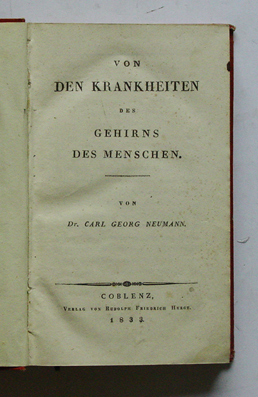 VON
DEN KRANKHEITEN
DES
GEHIRNS
DES MENSCHEN.
VON
Dr. CARL GEORG NEUMANN.
COBLENZ,
VERLAG VON RUDOLPH FRIEDRICH HERGT.
1833.